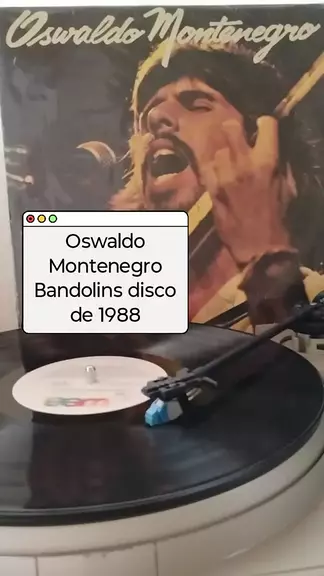 Oswaldo Montenegro
Oswaldo
Montenegro
Bandolins disco
de 1988